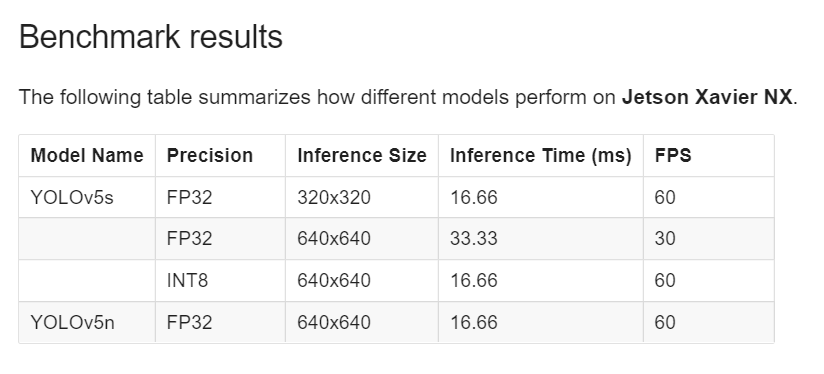 Benchmark results
The following table summarizes how different models perform on Jetson Xavier NX.
Model Name Precision Inference Size Inference Time (ms) FPS
YOLOv5s FP32 320x320 16.66 60
FP32 640x640 33.33 30
INT8 640x640 16.66 60
YOLOv5n FP32 640x640 16.66 60